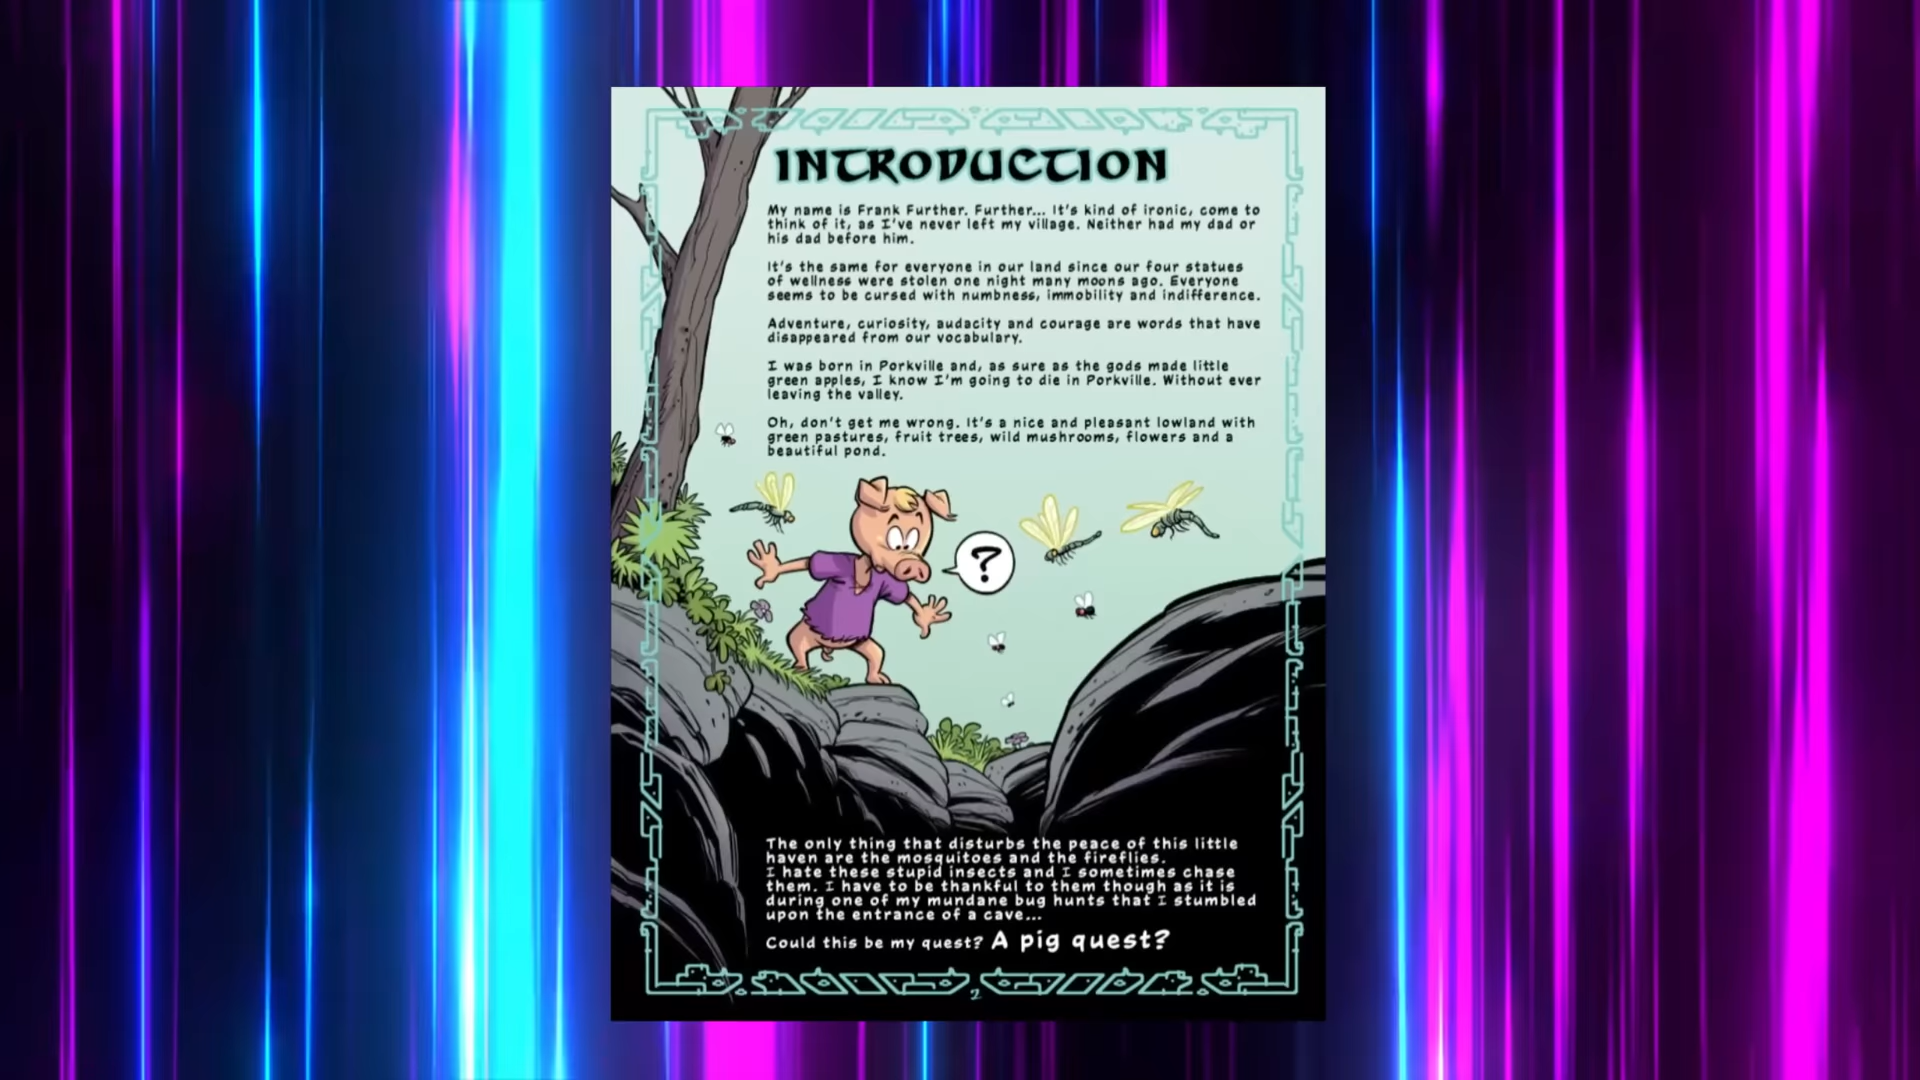 INTRODUCTION
My name is Frank Further. Further... It's kind of ironic, come to
think of it, as I've never left my village. Neither had my dad or
his dad before him.
It's the same for everyone in our land since our four statues
of wellness were stolen one night many moons ago. Everyone
seems to be cursed with numbness, immobility and indifference.
Adventure, curiosity, audacity and courage are words that have
disappeared from our vocabulary.
I was born in Porkville and, as sure as the gods made little
green apples, I know I'm going to die in Porkville. Without ever
leaving the valley.
Oh, don't get me wrong. It's a nice and pleasant lowland with
green pastures, fruit trees, wild mushrooms, flowers and a
beautiful pond.
?
The only thing that disturbs the peace of this little
haven are the mosquitoes and the fireflies.
I hate these stupid insects and I sometimes chase
them. I have to be thankful to them though as it is
during one of my mundane bug hunts that I stumbled
upon the entrance of a cave...
Could this be my quest? A pig quest?
2